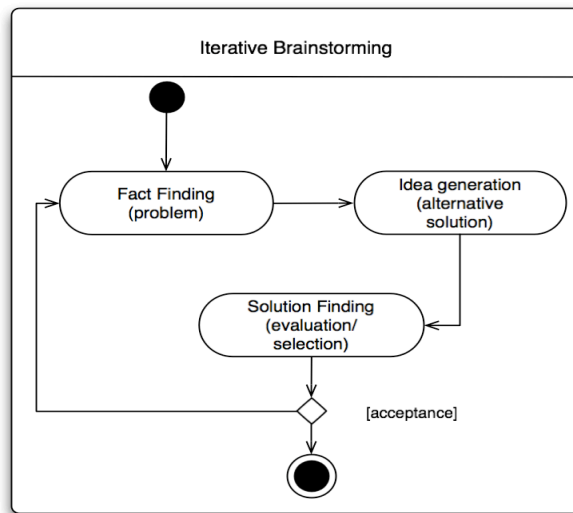 Iterative Brainstorming
Fact Finding
(problem)
Idea generation
(alternative
solution)
Solution Finding
(evaluation/
selection)
[acceptance]